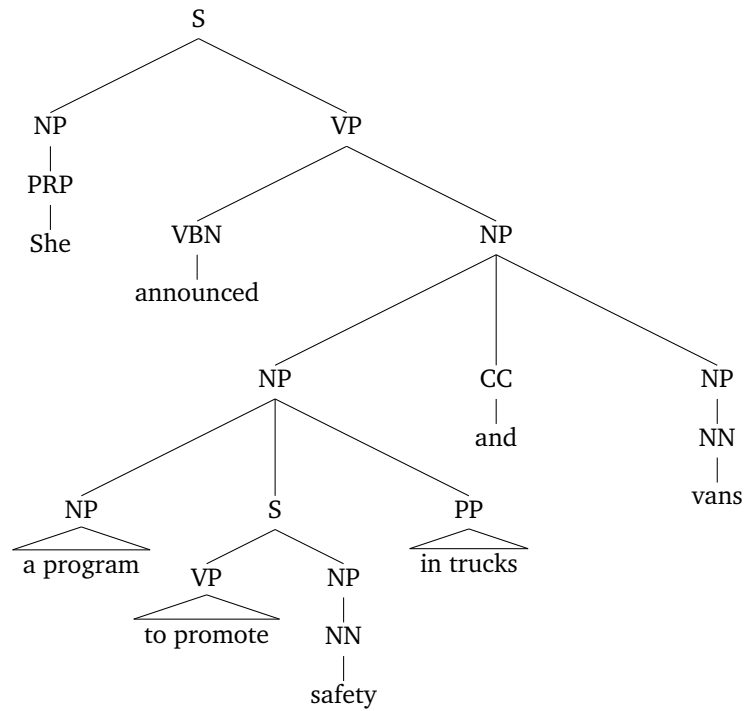 S
NP VP
PRP
She
VBN NP
announced
NP CC NP
and NN
vans
NP S PP
a program in trucks
VP NP
to promote NN
safety